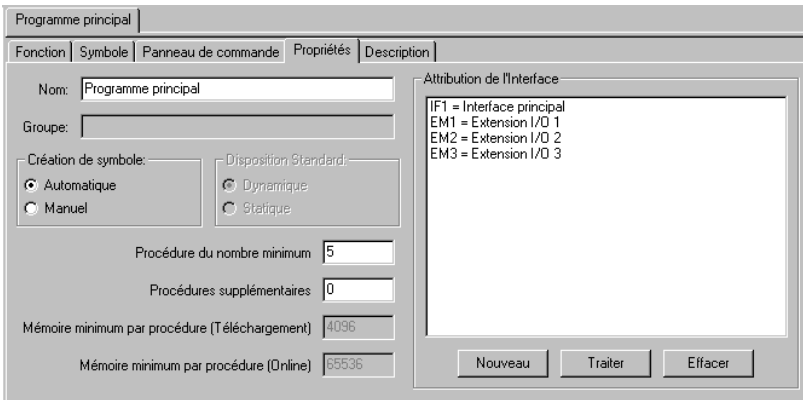 Programme principal
Fonction Symbole Panneau de commande Propriétés Description
Nom: Programme principal
Groupe:
Création de symbole:
Automatique
Manuel
Disposition Standard:
Dynamique
Statique
Procédure du nombre minimum 5
Procédures supplémentaires 0
Mémoire minimum par procédure (Téléchargement) 4096
Mémoire minimum par procédure (Online) 65536
Attribution de l'Interface
IF1 = Interface principal
EM1 = Extension I/O 1
EM2 = Extension I/O 2
EM3 = Extension I/O 3
Nouveau Traiter Effacer